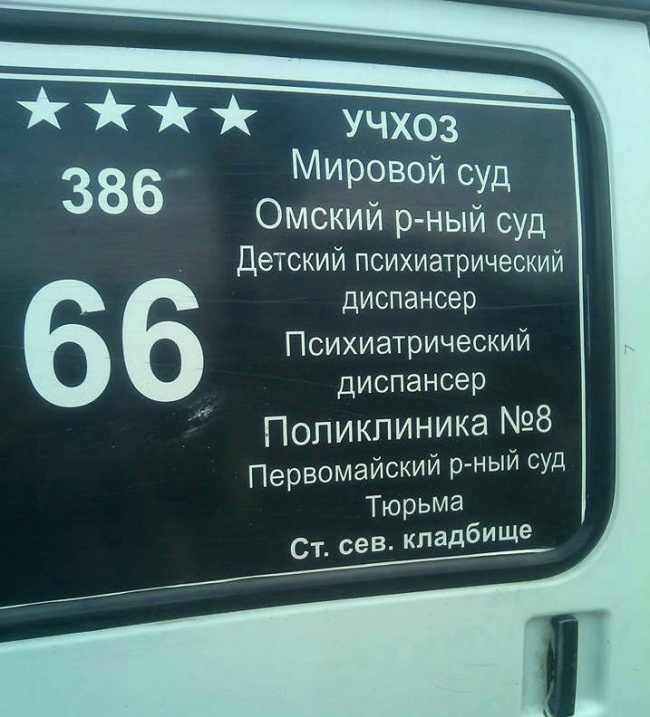 386
66
УЧХОЗ
Мировой суд
Омский р-ный суд
Детский психиатрический
диспансер
Психиатрический
диспансер
Поликлиника №8
Первомайский р-ный суд
Тюрьма
Ст. сев. кладбище